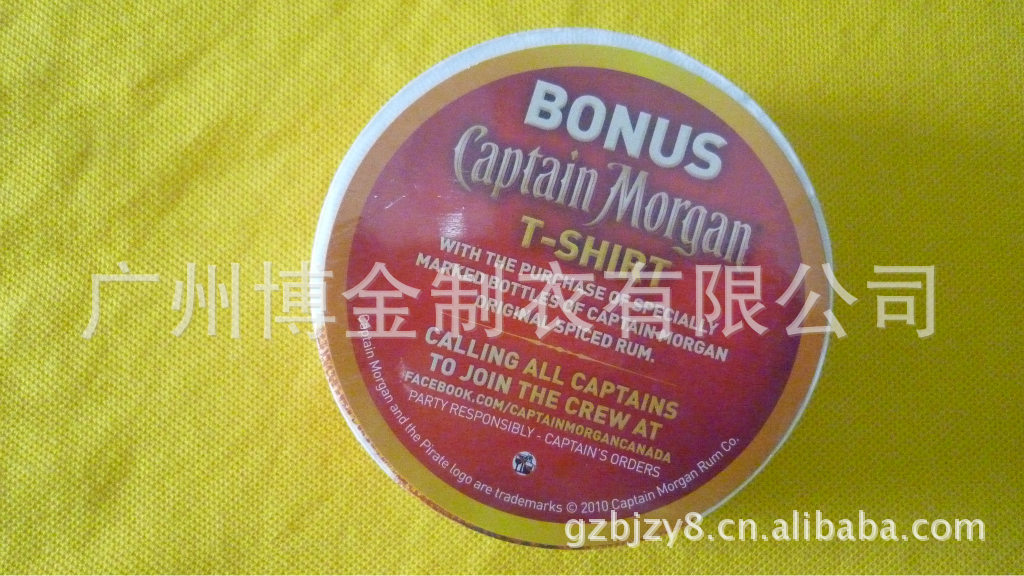 BONUS
Captain Morgan
T-SHIRT
WITH THE PURCHASE OF SPECIALLY
MARKED BOTTLES OF CAPTAIN MORGAN
ORIGINAL SPICED RUM.
CALLING ALL CAPTAINS
TO JOIN THE CREW AT
FACEBOOK.COM/CAPTAINMORGANCANADA
PARTY RESPONSIBLY - CAPTAIN'S ORDERS
Captain Morgan and the Pirate logo are trademarks © 2010 Captain Morgan Rum Co.
广州博金制衣有限公司
gzbjzy8.cn.alibaba.com